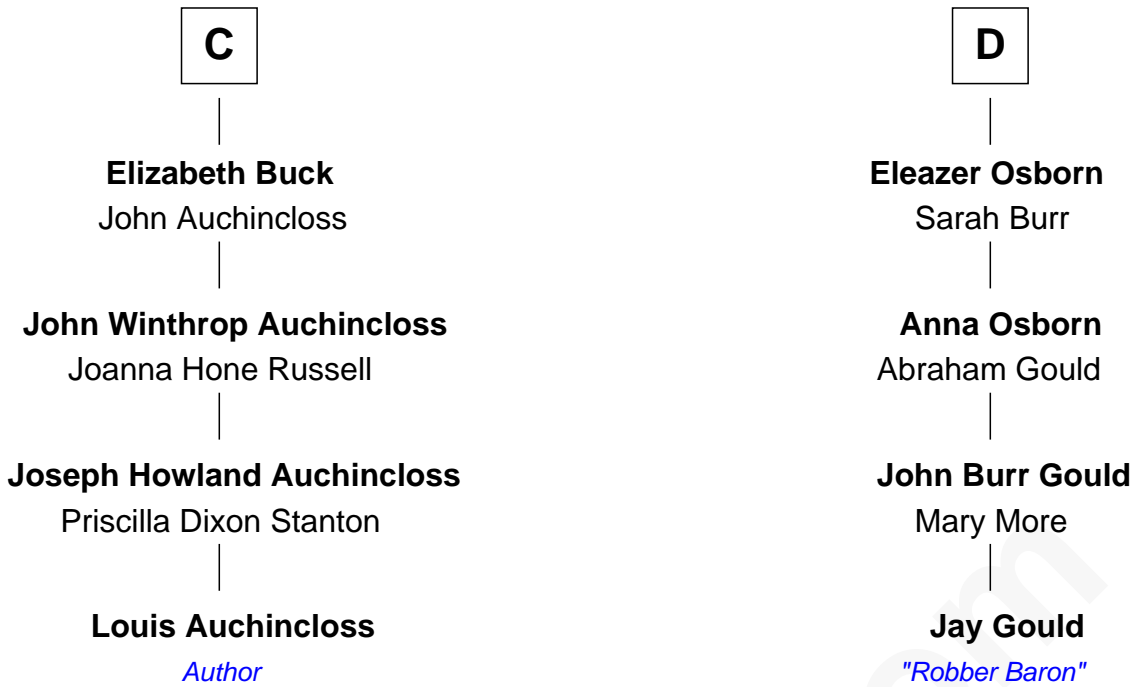 C
Elizabeth Buck
John Auchincloss
John Winthrop Auchincloss
Joanna Hone Russell
Joseph Howland Auchincloss
Priscilla Dixon Stanton
Louis Auchincloss
Author
D
Eleazer Osborn
Sarah Burr
Anna Osborn
Abraham Gould
John Burr Gould
Mary More
Jay Gould
"Robber Baron"